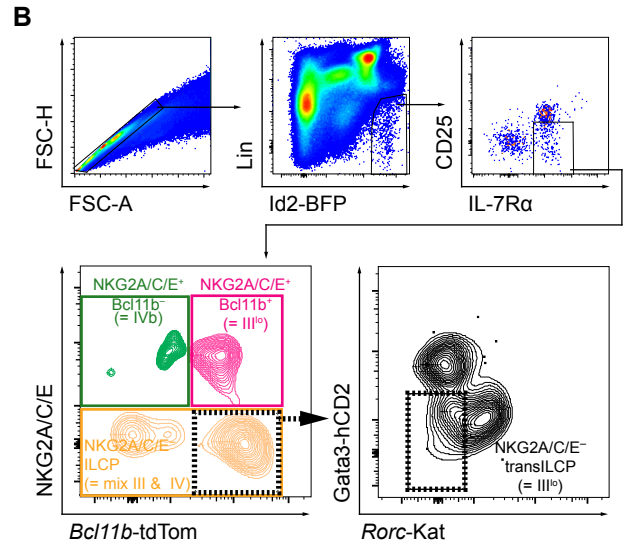 B
FSC-H
FSC-A
Lin
Id2-BFP
CD25
IL-7Rα
NKG2A/C/E⁺
Bcl11b⁻
(= IVb)
NKG2A/C/E⁺
Bcl11b⁺
(= IIIˡᵒ)
NKG2A/C/E⁻
ILCP
(= mix III & IV)
NKG2A/C/E
Bcl11b-tdTom
Gata3-hCD2
NKG2A/C/E⁻
transILCP
(= IIIˡᵒ)
Rorc-Kat